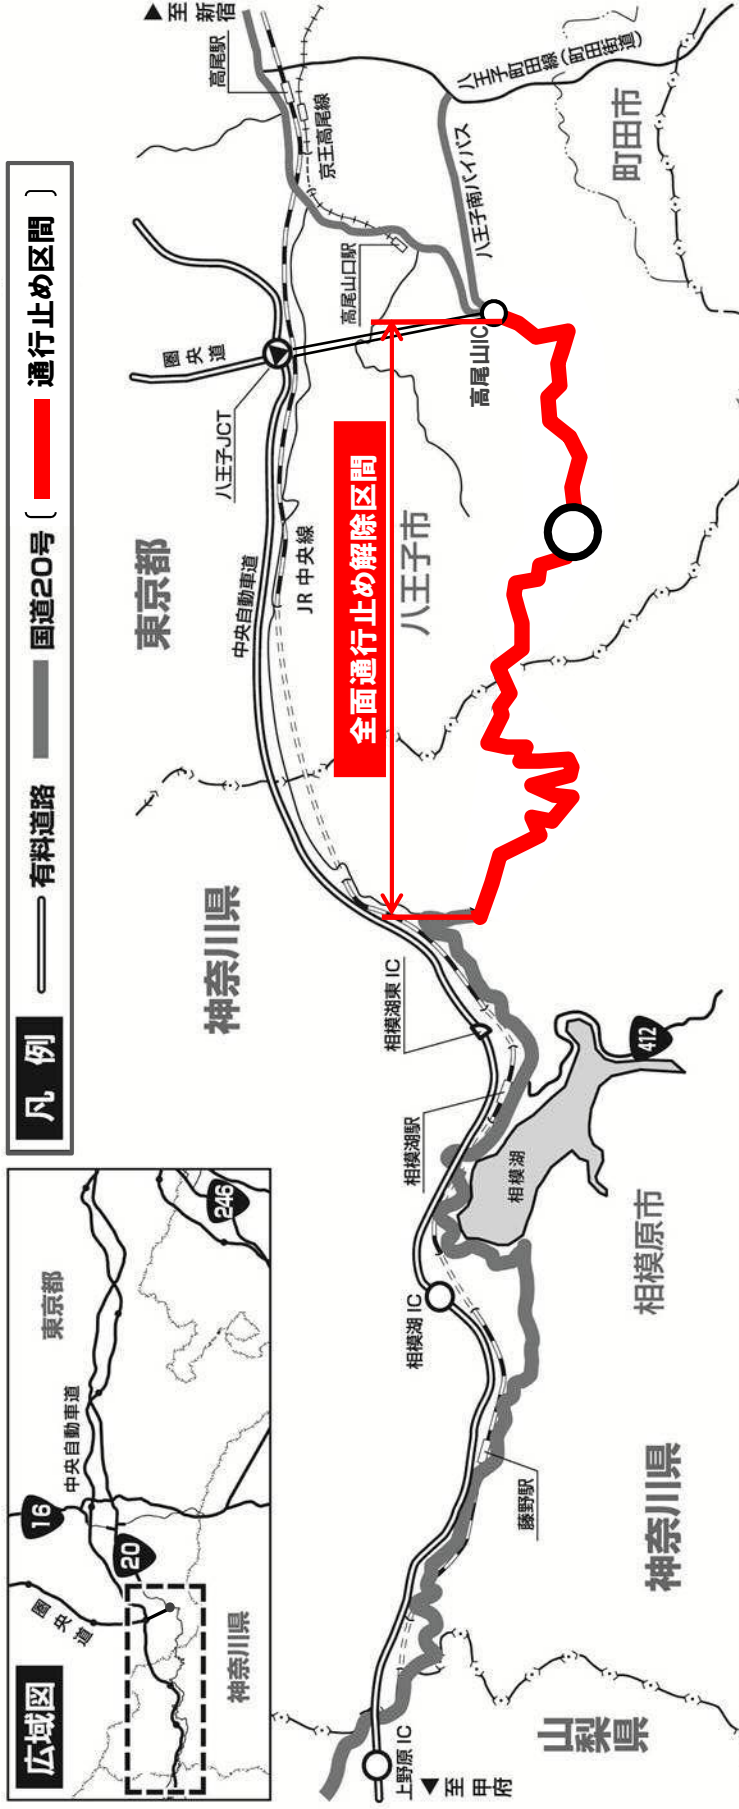 広域図
圏央道
16
20
中央自動車道
東京都
246
神奈川県
凡例
有料道路
国道20号
通行止め区間
至新宿
高尾駅
京王高尾線
高尾山口駅
八王子町田線(町田街道)
八王子南バイパス
町田市
圏央道
八王子JCT
高尾山IC
東京都
中央自動車道
JR中央線
全面通行止め解除区間
八王子市
神奈川県
相模湖東IC
相模湖駅
相模湖
412
相模湖IC
相模原市
藤野駅
神奈川県
上野原IC
至甲府
山梨県